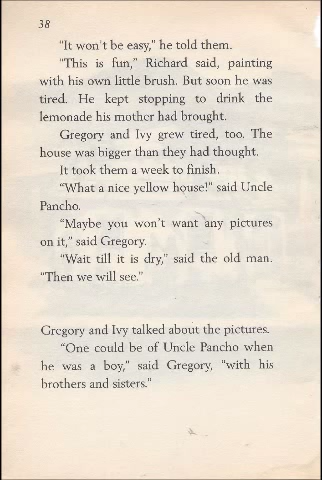 38
"It won't be easy," he told them.
"This is fun," Richard said, painting
with his own little brush. But soon he was
tired. He kept stopping to drink the
lemonade his mother had brought.
Gregory and Ivy grew tired, too. The
house was bigger than they had thought.
It took them a week to finish.
"What a nice yellow house!" said Uncle
Pancho.
"Maybe you won't want any pictures
on it," said Gregory.
"Wait till it is dry," said the old man.
"Then we will see."
Gregory and Ivy talked about the pictures.
"One could be of Uncle Pancho when
he was a boy," said Gregory, "with his
brothers and sisters."